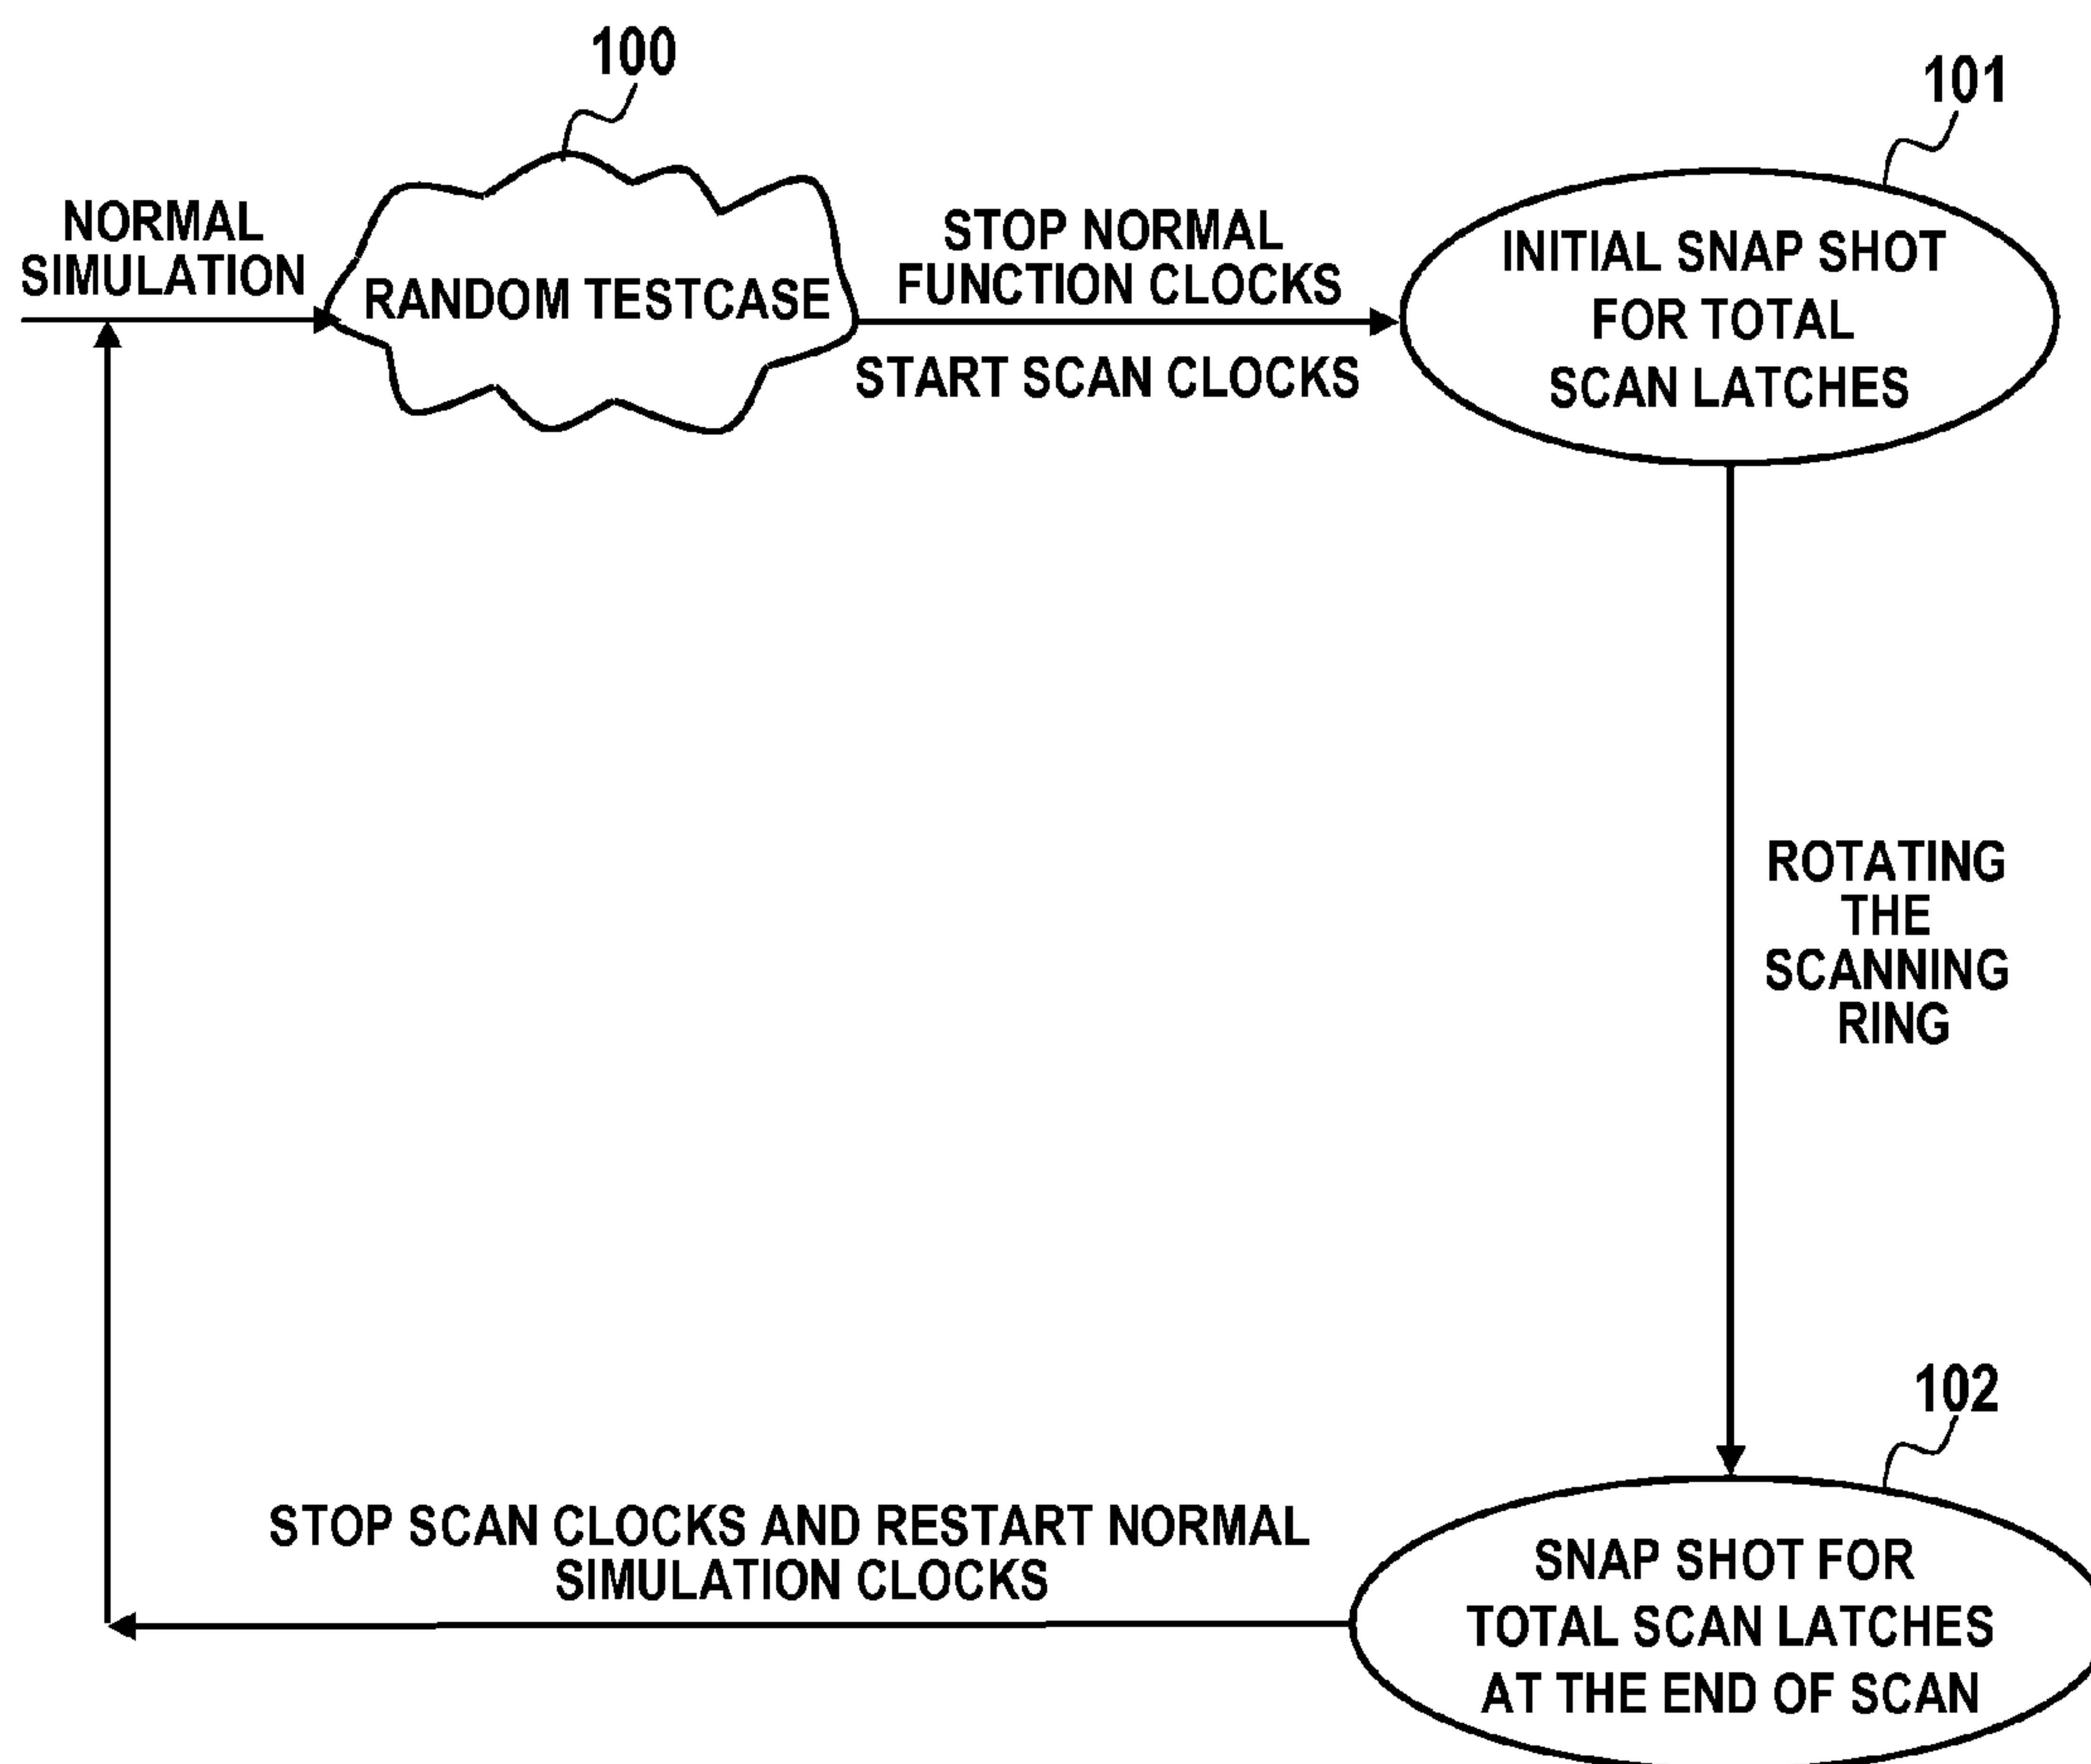 100
101
NORMAL
SIMULATION
RANDOM TESTCASE
STOP NORMAL
FUNCTION CLOCKS
START SCAN CLOCKS
INITIAL SNAP SHOT
FOR TOTAL
SCAN LATCHES
ROTATING
THE
SCANNING
RING
102
STOP SCAN CLOCKS AND RESTART NORMAL
SIMULATION CLOCKS
SNAP SHOT FOR
TOTAL SCAN LATCHES
AT THE END OF SCAN